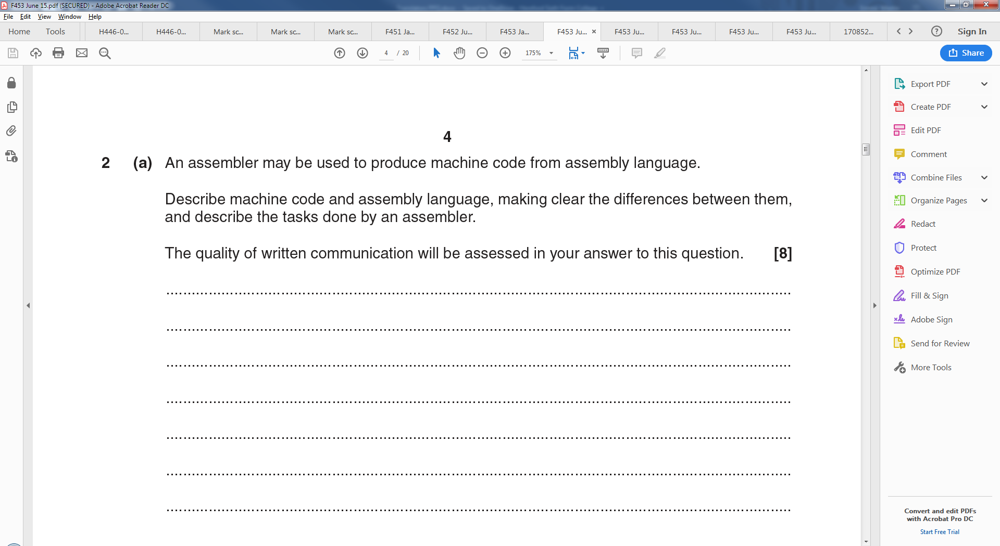 F453 June 15.pdf (SECURED) - Adobe Acrobat Reader DC
File Edit View Window Help
Home Tools H446-0... H446-0... Mark sc... Mark sc... Mark sc... F451 Ja... F452 Ju... F453 Ja... F453 Ju... × F453 Ju... F453 Ju... F453 Ju... F453 Ju... 170852... Sign In
4 / 20 175% Share
Export PDF
Create PDF
Edit PDF
Comment
Combine Files
Organize Pages
Redact
Protect
Optimize PDF
Fill & Sign
Adobe Sign
Send for Review
More Tools
Convert and edit PDFs
with Acrobat Pro DC
Start Free Trial
4
2 (a) An assembler may be used to produce machine code from assembly language.
Describe machine code and assembly language, making clear the differences between them,
and describe the tasks done by an assembler.
The quality of written communication will be assessed in your answer to this question. [8]